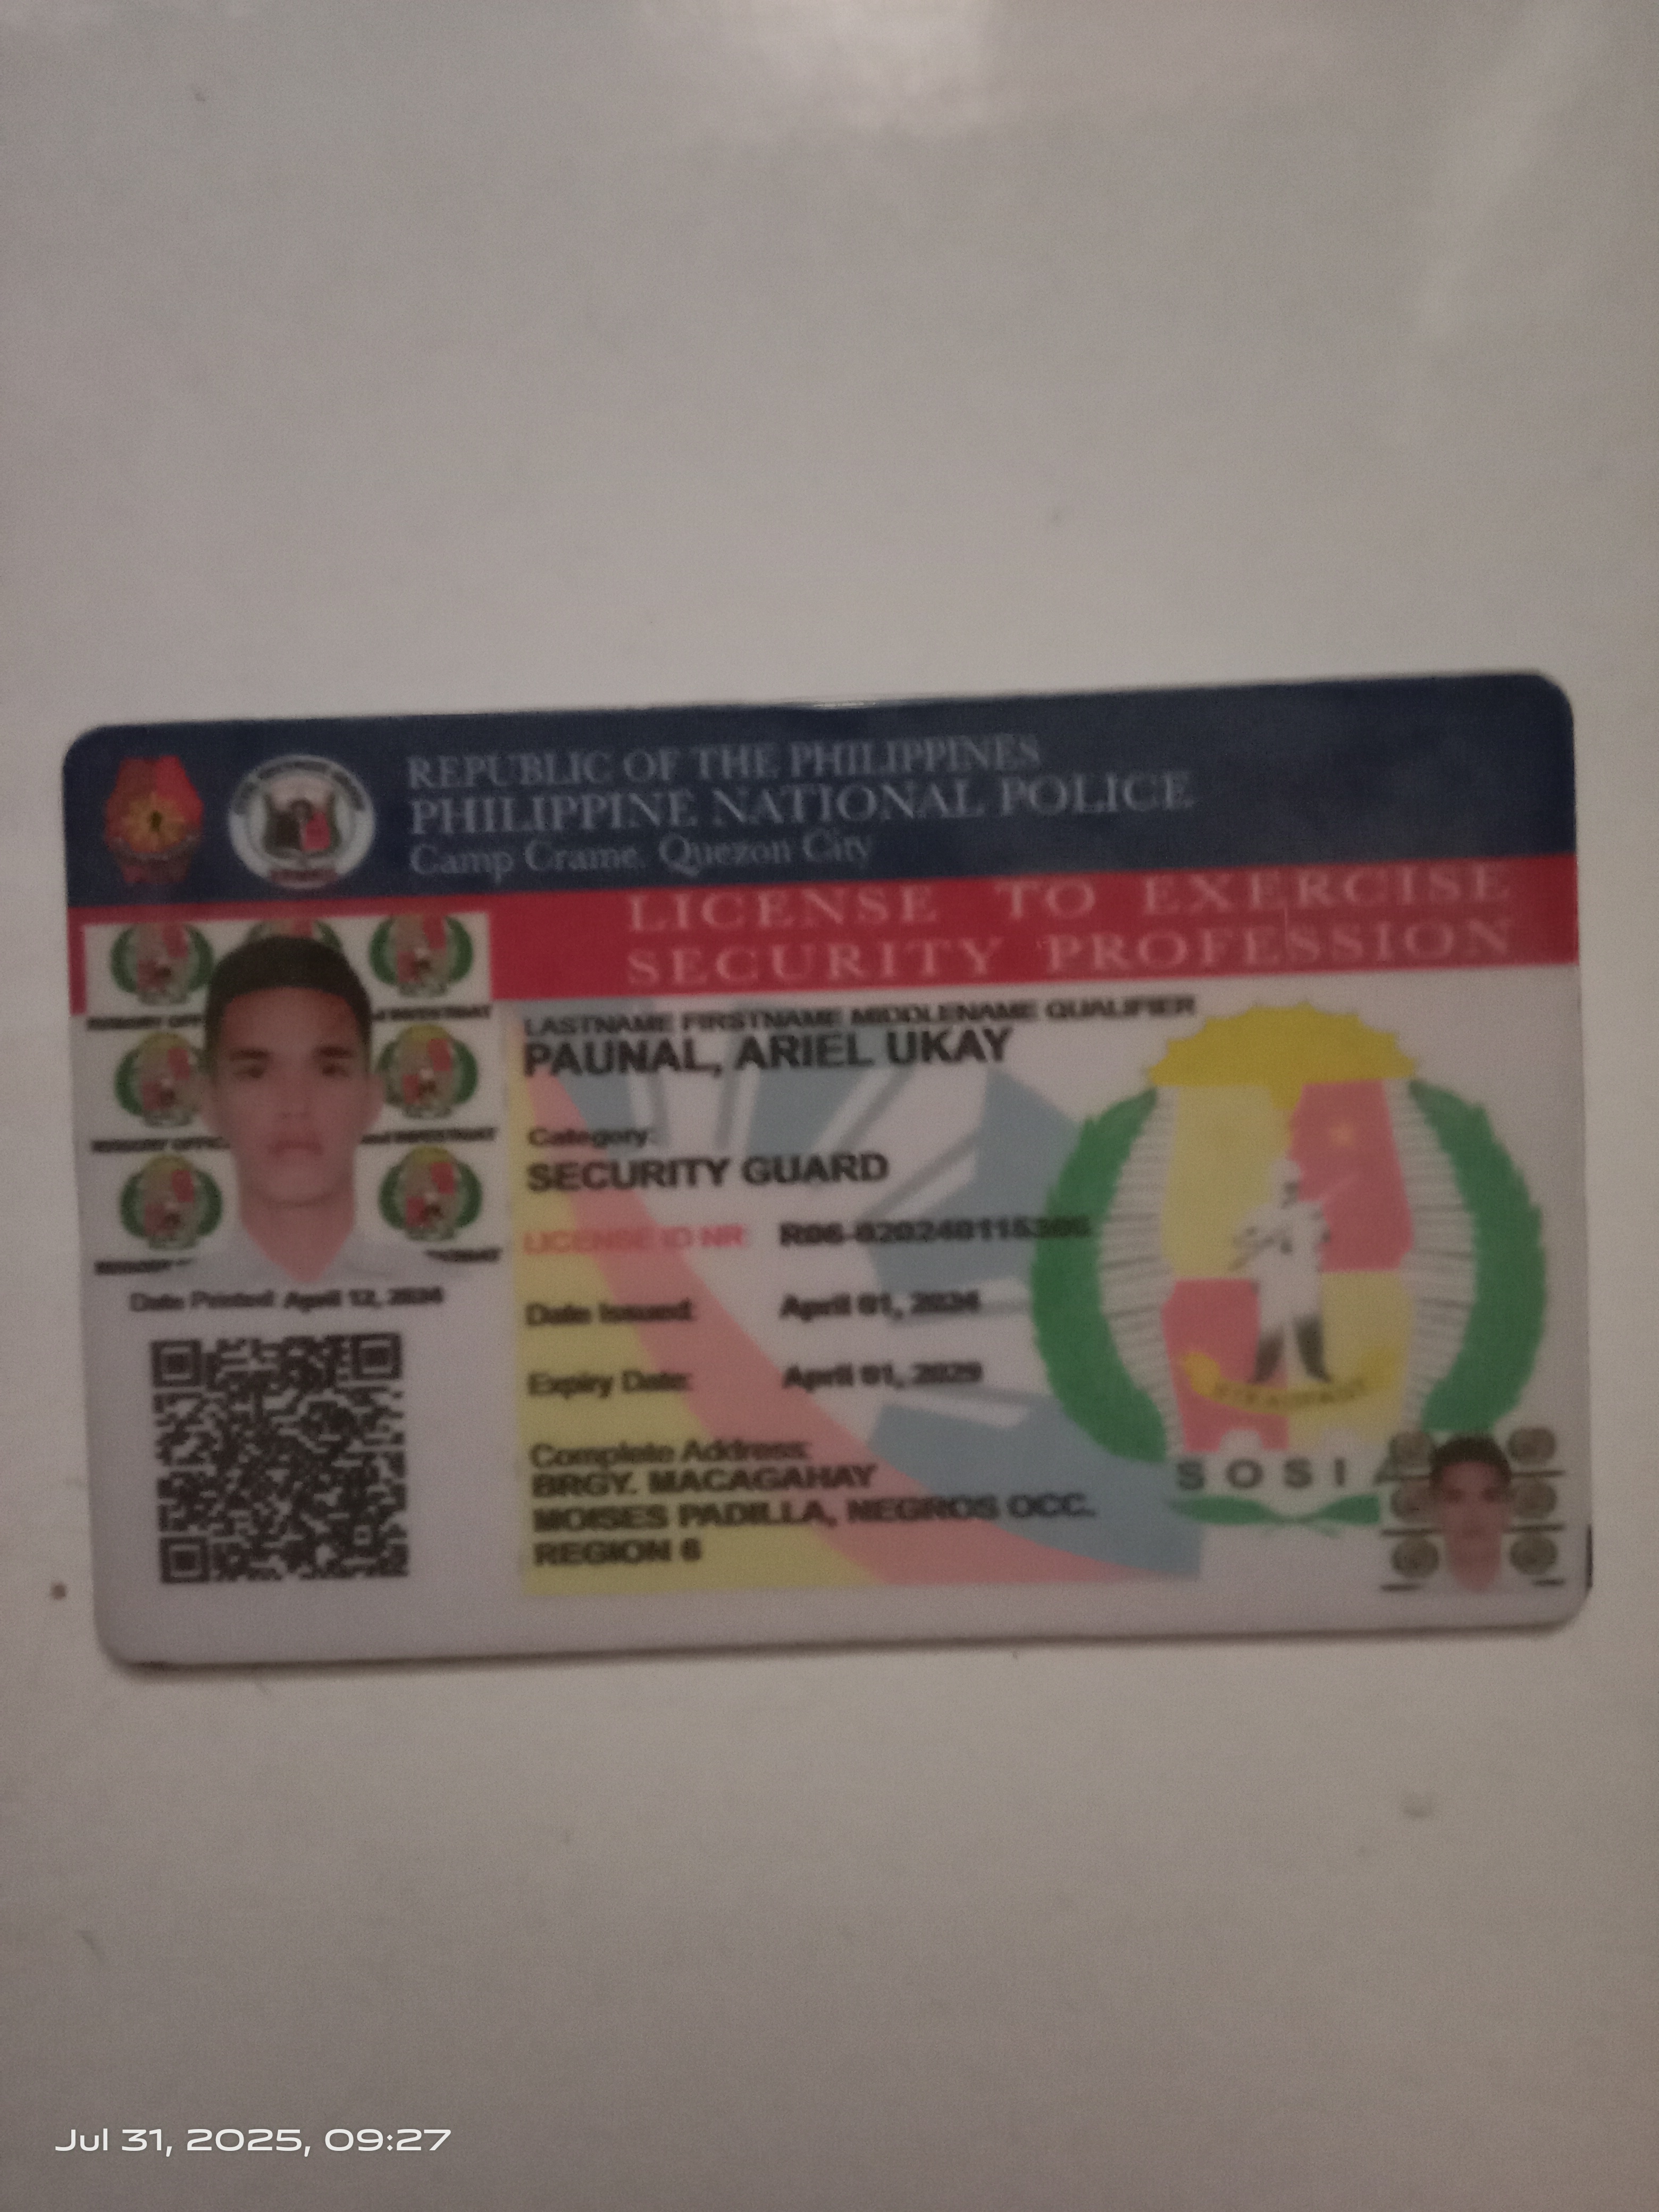 REPUBLIC OF THE PHILIPPINES
PHILIPPINE NATIONAL POLICE
Camp Crame, Quezon City
LICENSE TO EXERCISE
SECURITY PROFESSION
LASTNAME FIRSTNAME MIDDLENAME QUALIFIER
PAUNAL, ARIEL UKAY
Category:
SECURITY GUARD
LICENSE ID NR:
Date Issued: April 01, 2024
Expiry Date: April 01, 2029
Complete Address:
BRGY. MACAGAHAY
MOISES PADILLA, NEGROS OCC.
REGION 6
Date Printed: April 12, 2024
SOSIA
Jul 31, 2025, 09:27